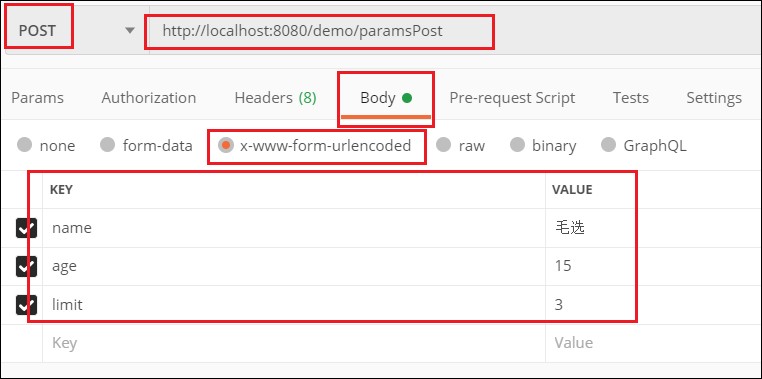 POST http://localhost:8080/demo/paramsPost
Params Authorization Headers (8) Body Pre-request Script Tests Settings
none form-data x-www-form-urlencoded raw binary GraphQL
KEY VALUE
name 毛选
age 15
limit 3
Key Value